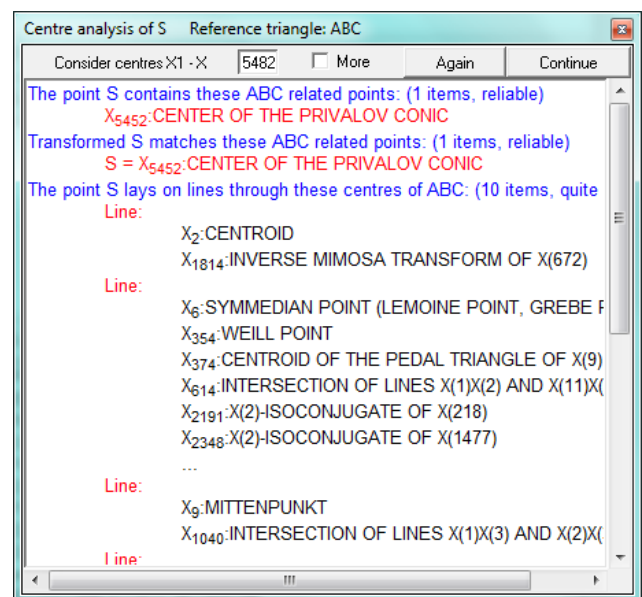 Centre analysis of S Reference triangle: ABC
Consider centres X1 - X 5482 More Again Continue
The point S contains these ABC related points: (1 items, reliable)
X5452:CENTER OF THE PRIVALOV CONIC
Transformed S matches these ABC related points: (1 items, reliable)
S = X5452:CENTER OF THE PRIVALOV CONIC
The point S lays on lines through these centres of ABC: (10 items, quite
Line:
X2:CENTROID
X1814:INVERSE MIMOSA TRANSFORM OF X(672)
Line:
X6:SYMMEDIAN POINT (LEMOINE POINT, GREBE
X354:WEILL POINT
X374:CENTROID OF THE PEDAL TRIANGLE OF X(9)
X614:INTERSECTION OF LINES X(1)X(2) AND X(11)X(
X2191:X(2)-ISOCONJUGATE OF X(218)
X2348:X(2)-ISOCONJUGATE OF X(1477)
...
Line:
X9:MITTENPUNKT
X1040:INTERSECTION OF LINES X(1)X(3) AND X(2)X(
Line: